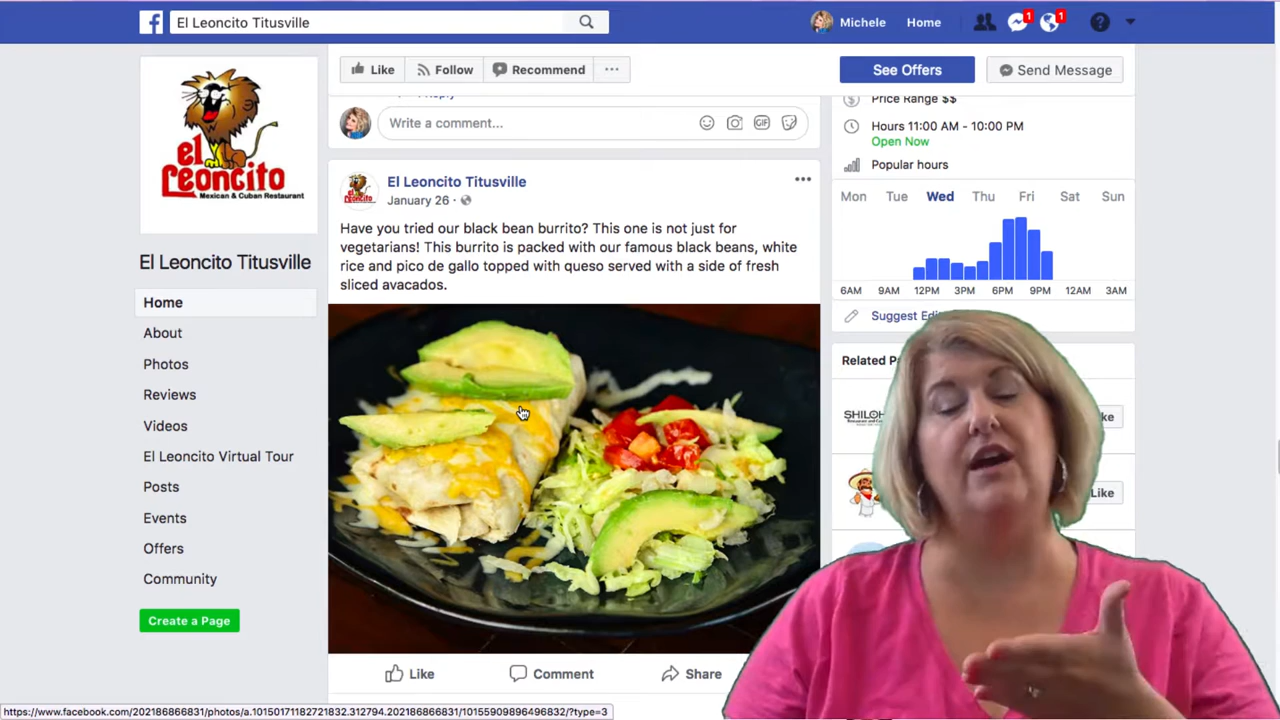 El Leoncito Titusville
Michele
Home
1
1
?
Like
Follow
Recommend
...
See Offers
Send Message
el Leoncito
Mexican & Cuban Restaurant
El Leoncito Titusville
Home
About
Photos
Reviews
Videos
El Leoncito Virtual Tour
Posts
Events
Offers
Community
Create a Page
Write a comment...
GIF
El Leoncito Titusville
January 26
Have you tried our black bean burrito? This one is not just for
vegetarians! This burrito is packed with our famous black beans, white
rice and pico de gallo topped with queso served with a side of fresh
sliced avacados.
Like
Comment
Share
Price Range $$
Hours 11:00 AM - 10:00 PM
Open Now
Popular hours
Mon Tue Wed Thu Fri Sat Sun
6AM 9AM 12PM 3PM 6PM 9PM 12AM 3AM
Suggest
Related
SHILOH
Like
https://www.facebook.com/202186866831/photos/a.10150171182721832.312794.202186866831/10155909896496832/?type=3